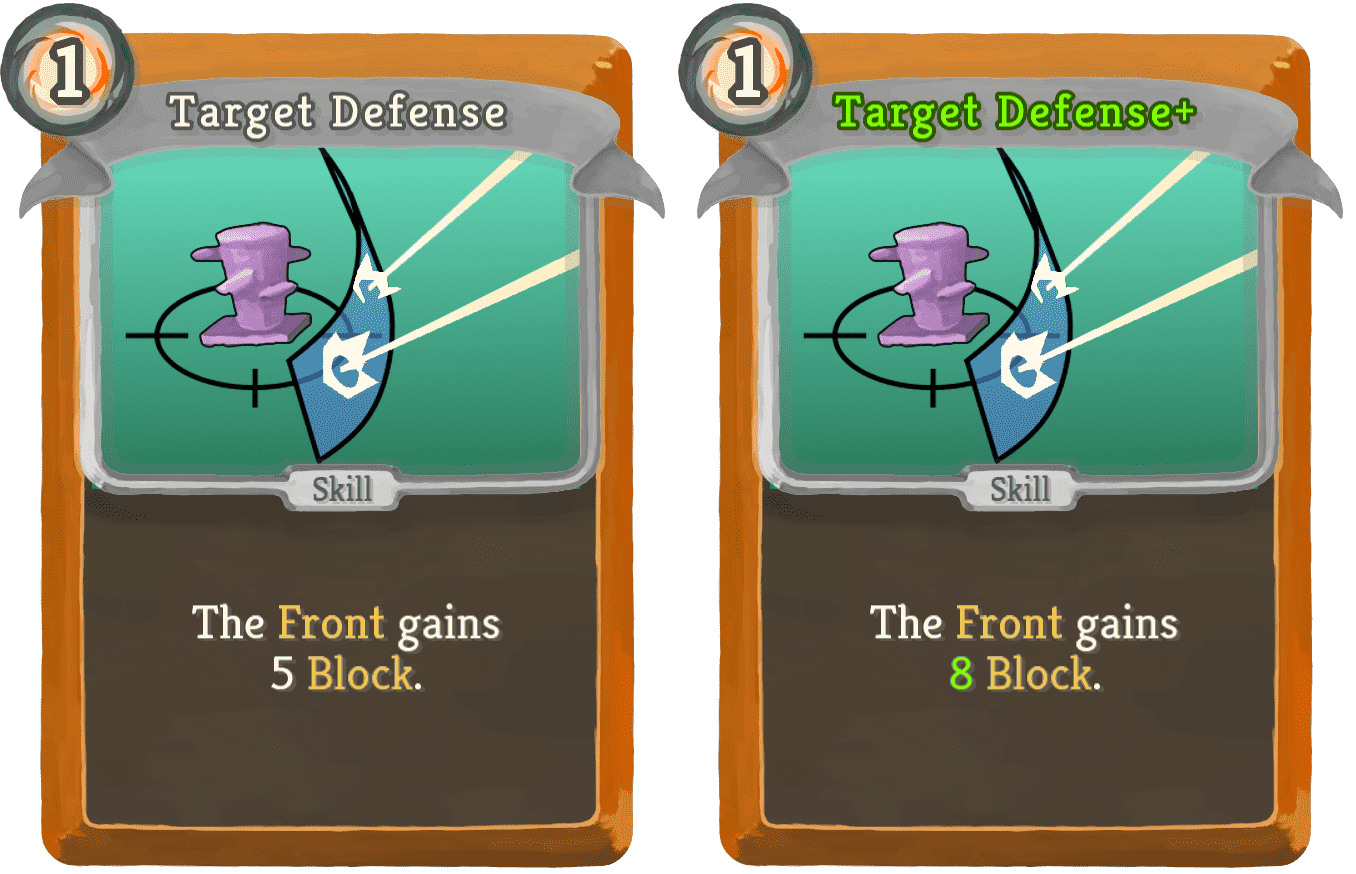 1
Target Defense
Skill
The Front gains
5 Block.
1
Target Defense+
Skill
The Front gains
8 Block.